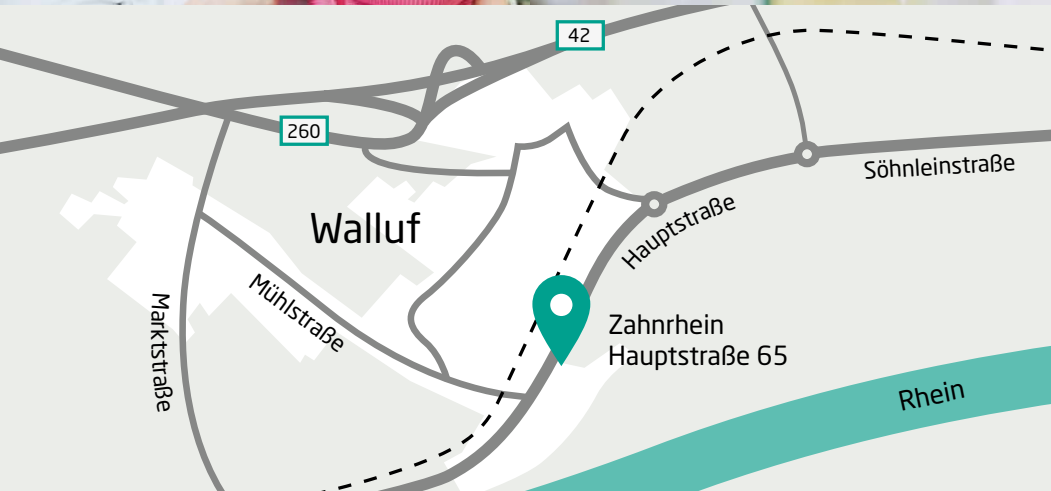 42
260
Söhnleinstraße
Walluf
Hauptstraße
Mühlstraße
Marktstraße
Zahnrhein
Hauptstraße 65
Rhein